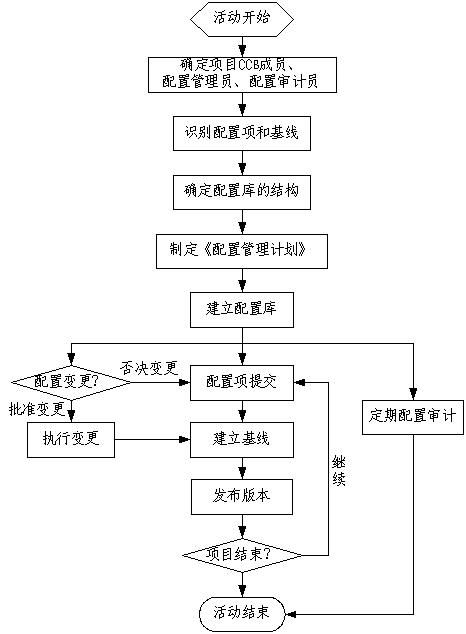 活动开始
确定项目CCB成员、
配置管理员、配置审计员
识别配置项和基线
确定配置库的结构
制定《配置管理计划》
建立配置库
配置变更?
否决变更
配置项提交
批准变更
定期配置审计
执行变更
建立基线
继续
发布版本
项目结束?
活动结束